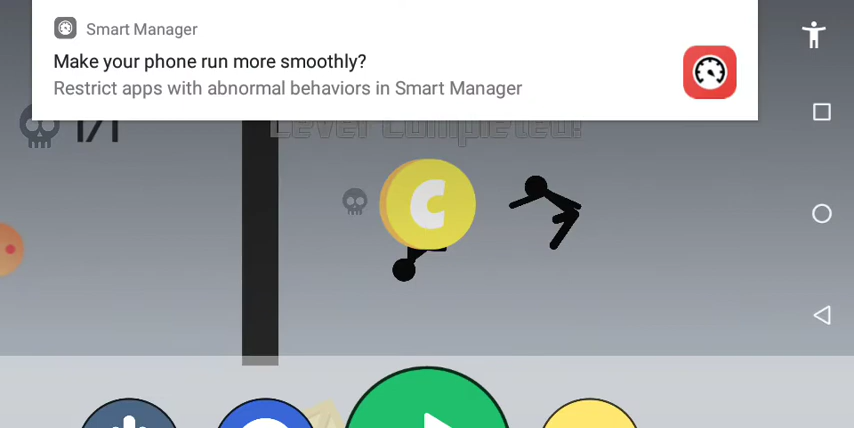 Smart Manager
Make your phone run more smoothly?
Restrict apps with abnormal behaviors in Smart Manager
Level Completed!
1/1
C